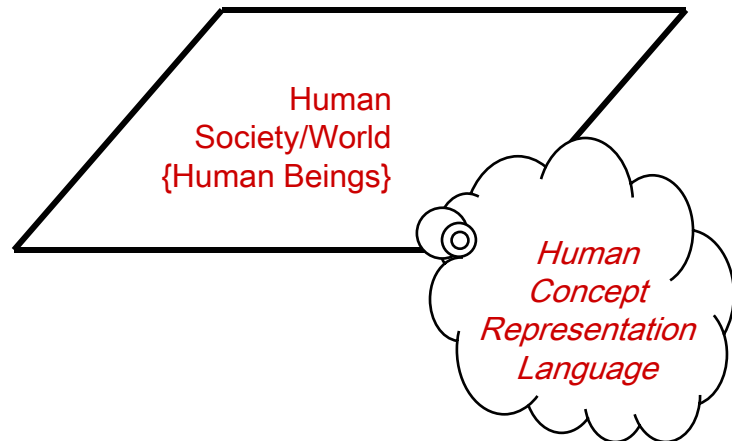 Human
Society/World
{Human Beings}
Human
Concept
Representation
Language